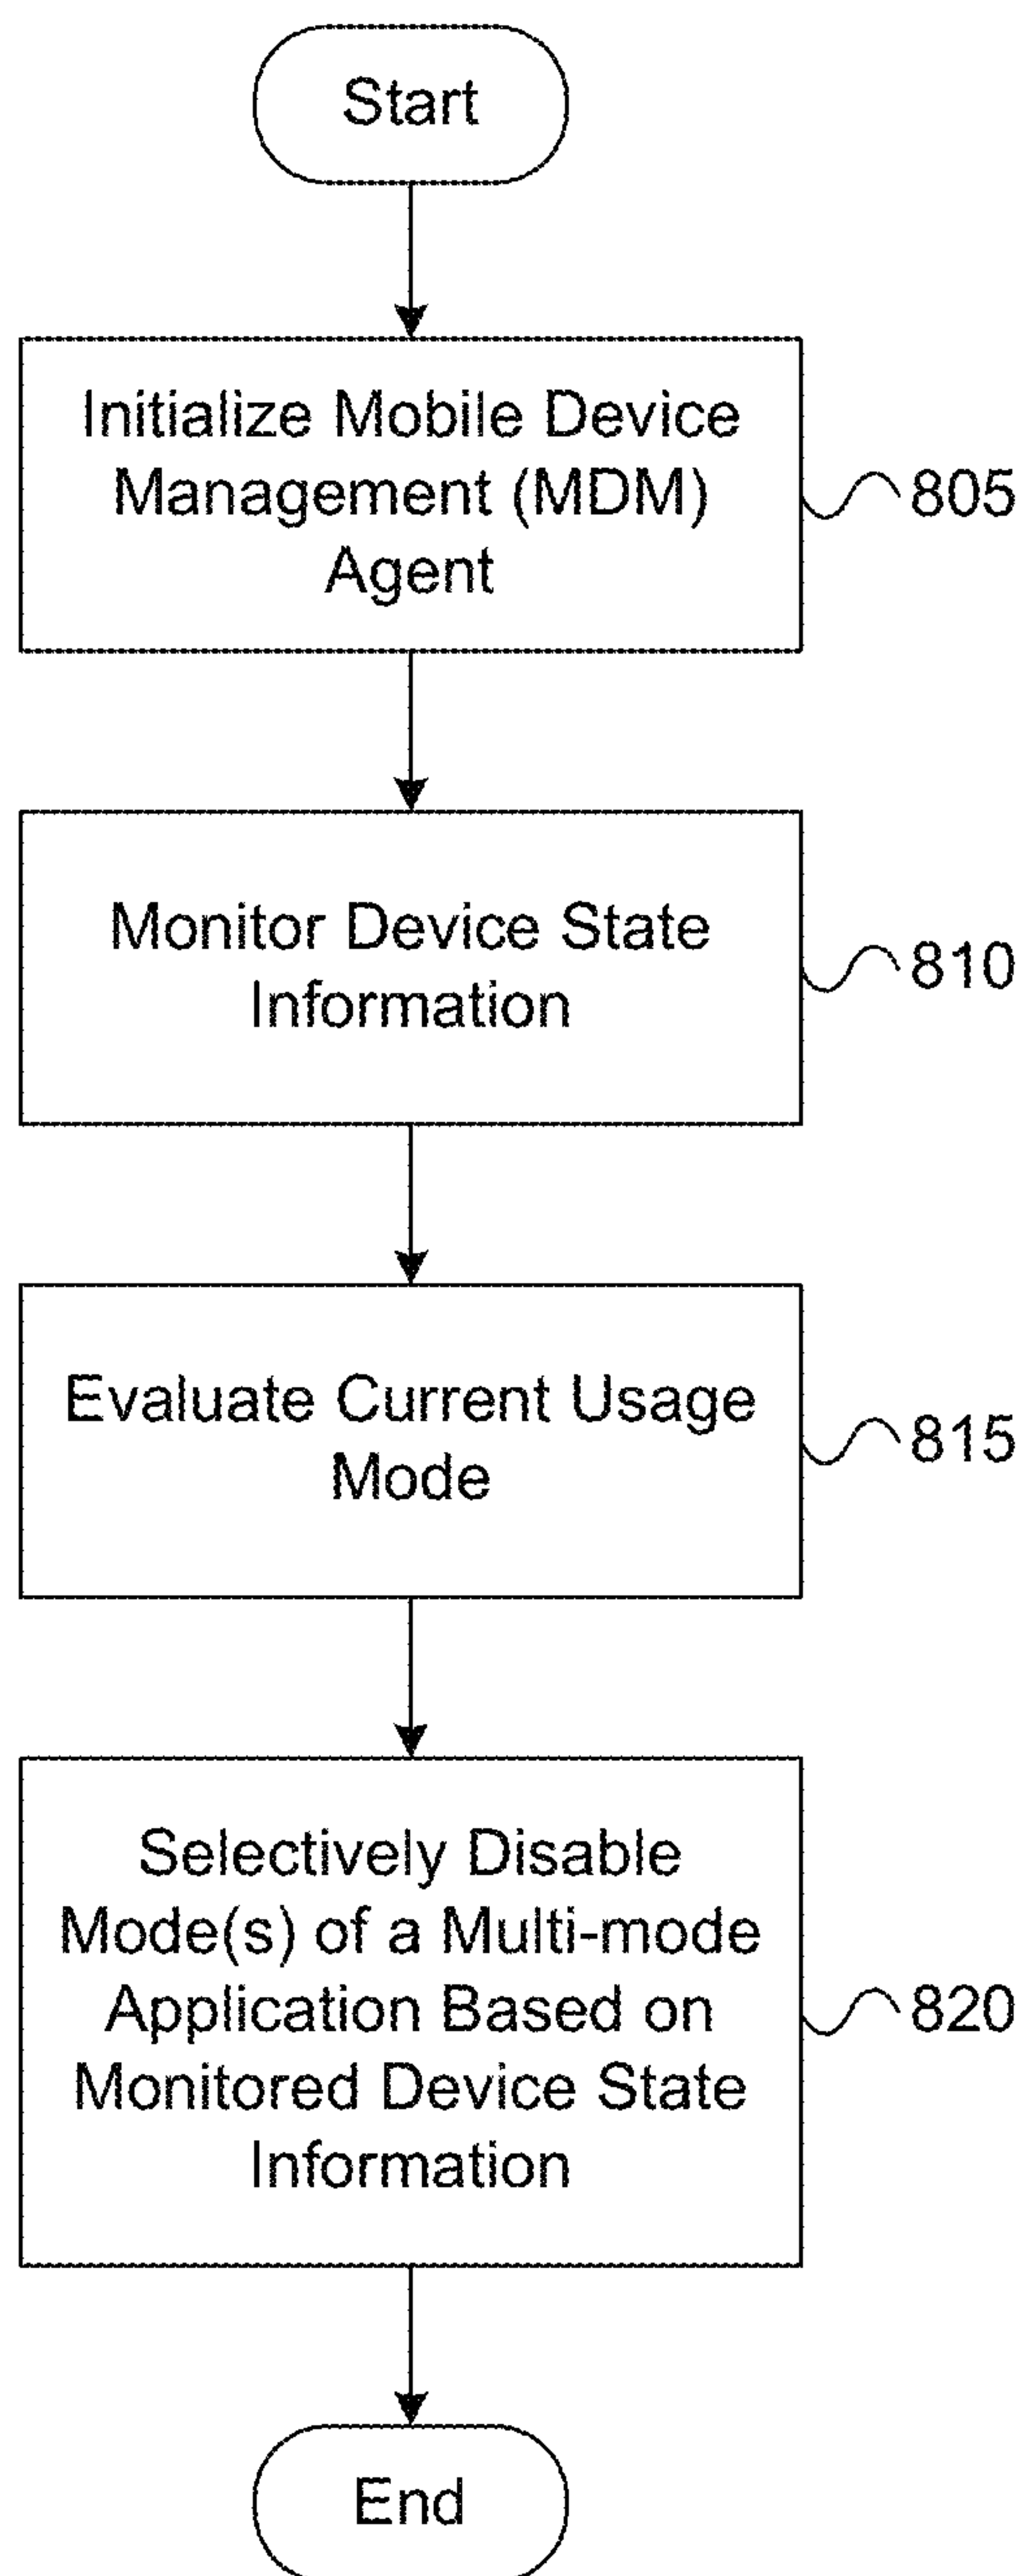 Start
Initialize Mobile Device
Management (MDM)
Agent
805
Monitor Device State
Information
810
Evaluate Current Usage
Mode
815
Selectively Disable
Mode(s) of a Multi-mode
Application Based on
Monitored Device State
Information
820
End